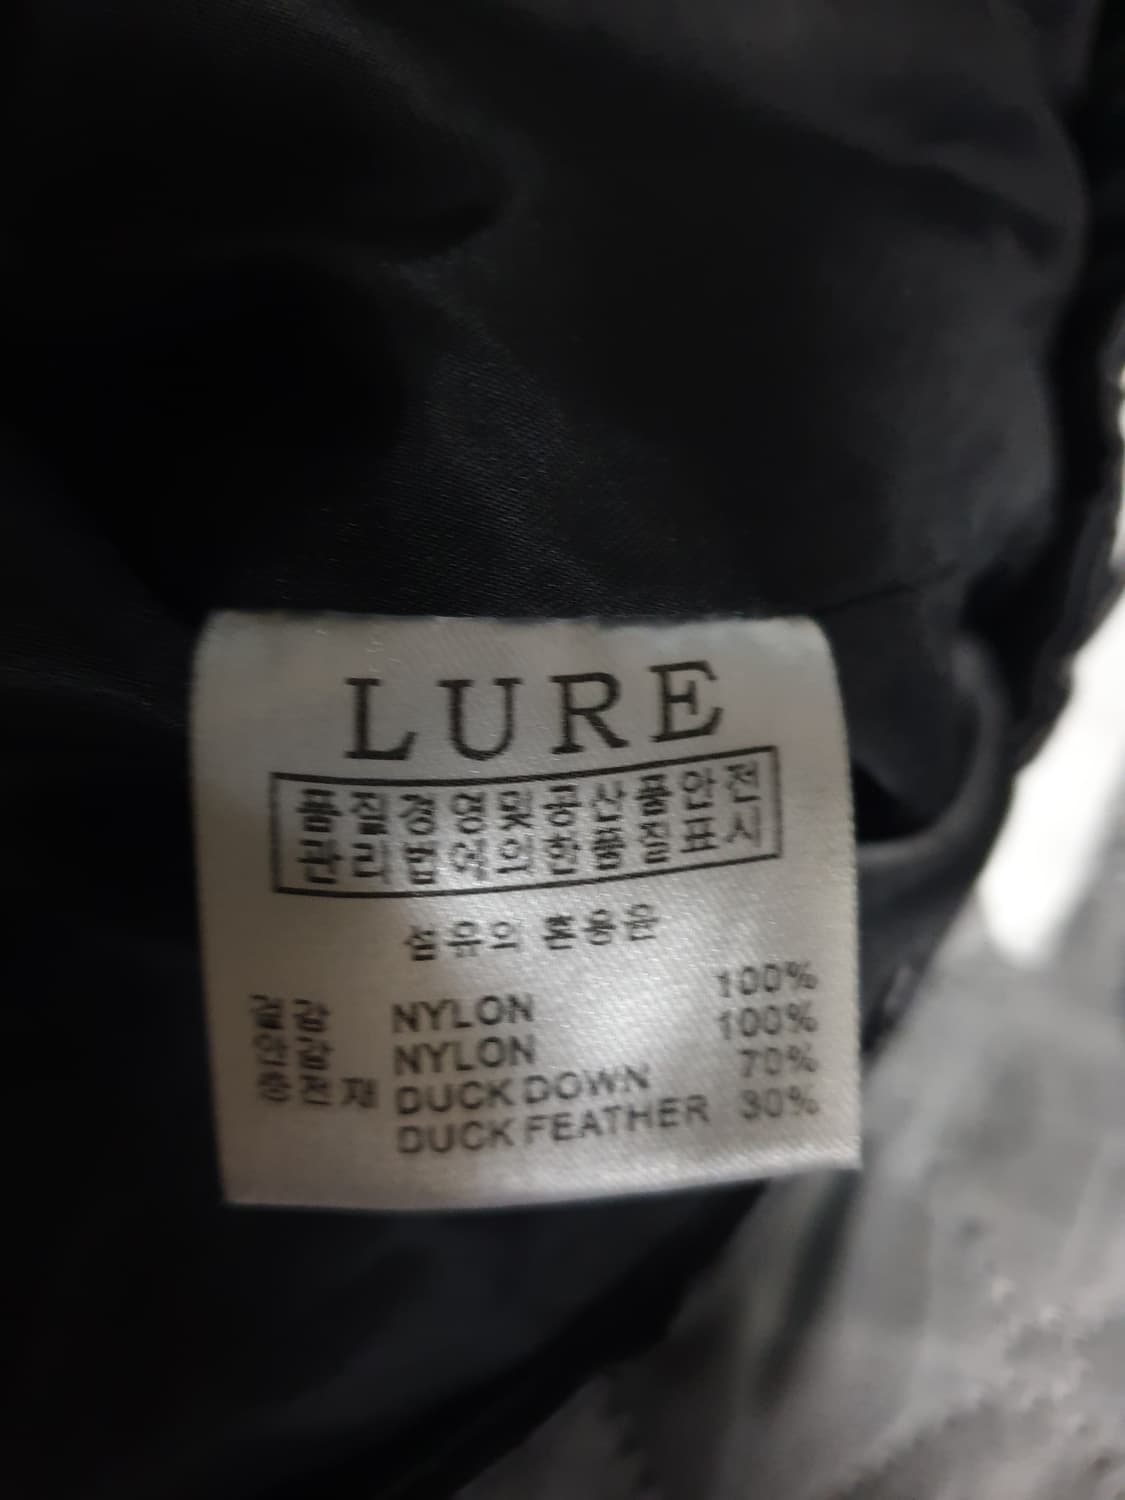 LURE
품질경영및공산품안전
관리법에의한품질표시
섬유의 혼용율
겉감 NYLON 100%
안감 NYLON 100%
충전재 DUCK DOWN 70%
DUCK FEATHER 30%